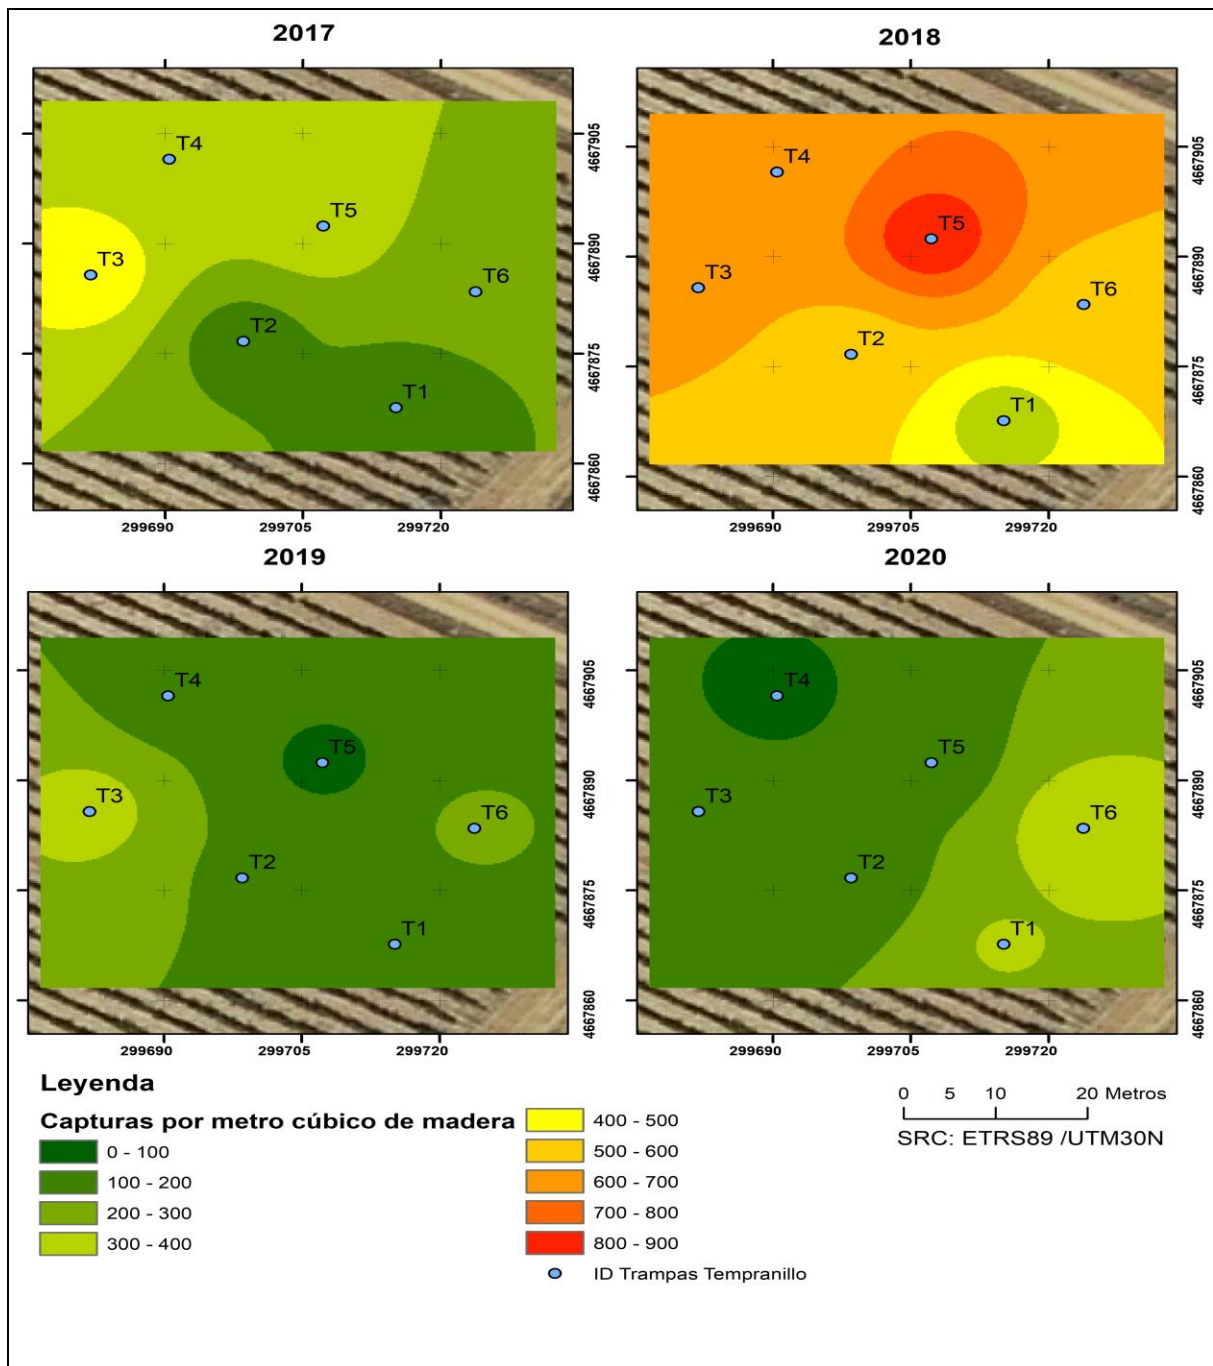 2017
T4
T5
T3
T6
T2
T1
4667905
4667890
4667875
4667860
299690
299705
299720
2018
T4
T5
T3
T6
T2
T1
4667905
4667890
4667875
4667860
299690
299705
299720
2019
T4
T5
T3
T6
T2
T1
4667905
4667890
4667875
4667860
299690
299705
299720
2020
T4
T5
T3
T6
T2
T1
4667905
4667890
4667875
4667860
299690
299705
299720
Leyenda
Capturas por metro cúbico de madera
0 - 100
100 - 200
200 - 300
300 - 400
400 - 500
500 - 600
600 - 700
700 - 800
800 - 900
ID Trampas Tempranillo
0 5 10 20 Metros
SRC: ETRS89 /UTM30N